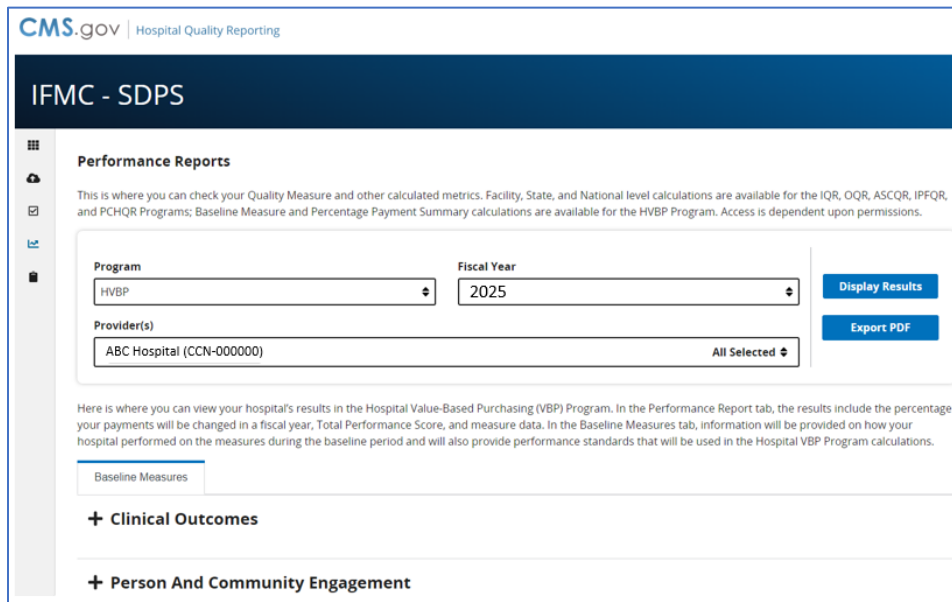 CMS.gov | Hospital Quality Reporting
IFMC - SDPS
Performance Reports
This is where you can check your Quality Measure and other calculated metrics. Facility, State, and National level calculations are available for the IQR, OQR, ASCQR, IPFQR,
and PCHQR Programs; Baseline Measure and Percentage Payment Summary calculations are available for the HVBP Program. Access is dependent upon permissions.
Program
Fiscal Year
HVBP
2025
Display Results
Provider(s)
Export PDF
ABC Hospital (CCN-000000)
All Selected
Here is where you can view your hospital's results in the Hospital Value-Based Purchasing (VBP) Program. In the Performance Report tab, the results include the percentage
your payments will be changed in a fiscal year, Total Performance Score, and measure data. In the Baseline Measures tab, information will be provided on how your
hospital performed on the measures during the baseline period and will also provide performance standards that will be used in the Hospital VBP Program calculations.
Baseline Measures
+ Clinical Outcomes
+ Person And Community Engagement